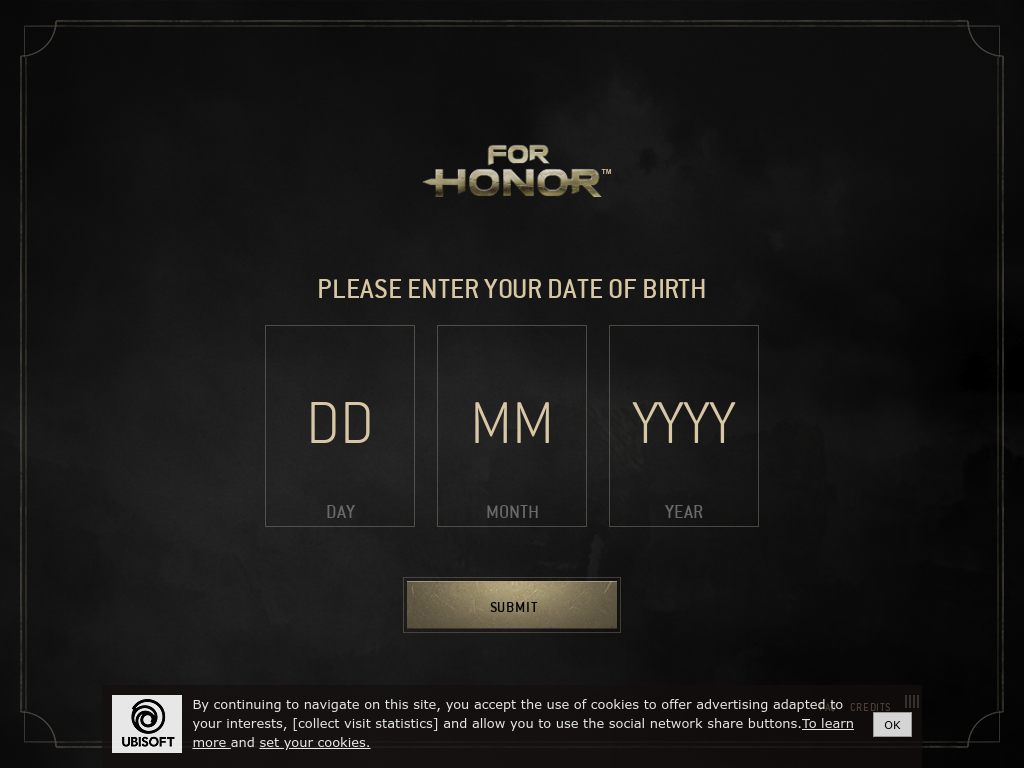 FOR
HONOR™
PLEASE ENTER YOUR DATE OF BIRTH
DD MM YYYY
DAY MONTH YEAR
SUBMIT
By continuing to navigate on this site, you accept the use of cookies to offer advertising adapted to
your interests, [collect visit statistics] and allow you to use the social network share buttons.To learn
more and set your cookies.
UBISOFT
CREDITS
OK